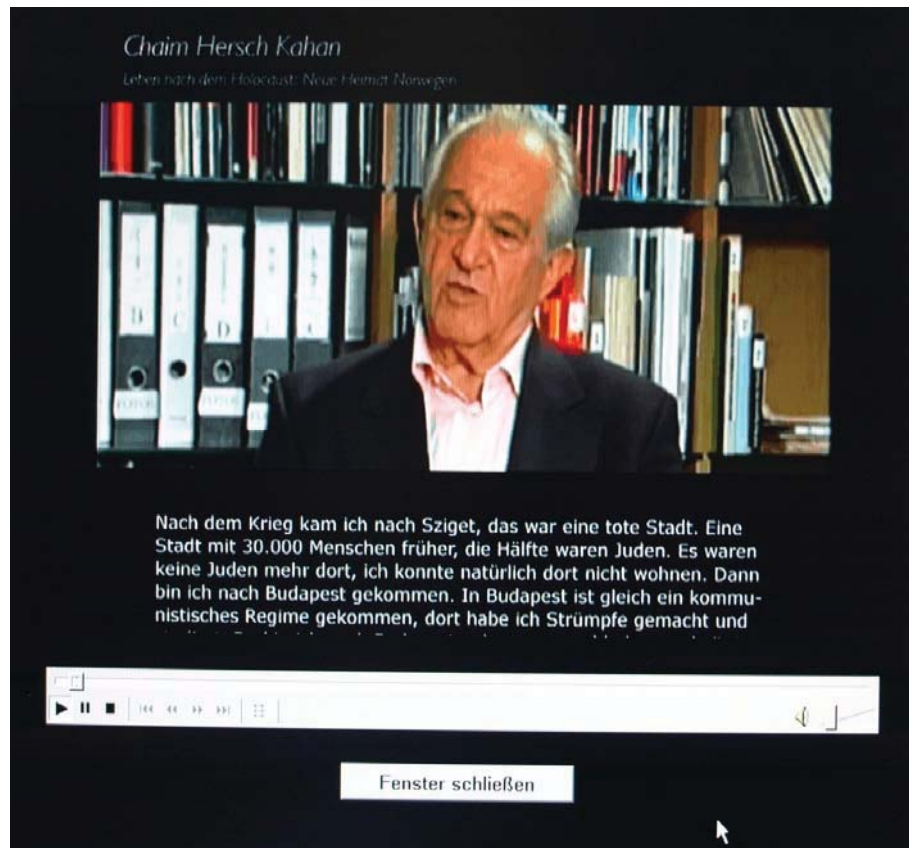 Chaim Hersch Kahan
Leben nach dem Holocaust: Neue Heimat Norwegen
B
C
D
Nach dem Krieg kam ich nach Sziget, das war eine tote Stadt. Eine
Stadt mit 30.000 Menschen früher, die Hälfte waren Juden. Es waren
keine Juden mehr dort, ich konnte natürlich dort nicht wohnen. Dann
bin ich nach Budapest gekommen. In Budapest ist gleich ein kommu-
nistisches Regime gekommen, dort habe ich Strümpfe gemacht und
Fenster schließen